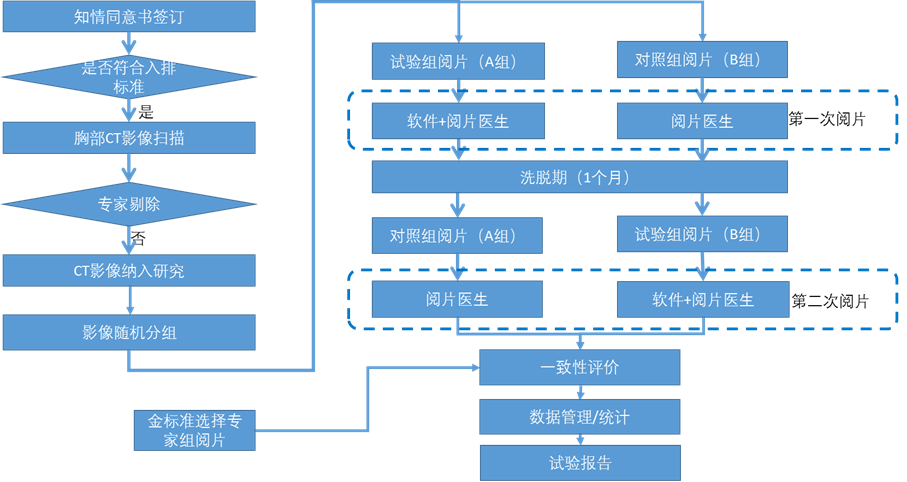 知情同意书签订
是否符合入排
标准
是
胸部CT影像扫描
专家剔除
否
CT影像纳入研究
影像随机分组
试验组阅片（A组）
对照组阅片（B组）
软件+阅片医生
阅片医生
第一次阅片
洗脱期（1个月）
对照组阅片（A组）
试验组阅片（B组）
阅片医生
软件+阅片医生
第二次阅片
一致性评价
金标准选择专
家组阅片
数据管理/统计
试验报告